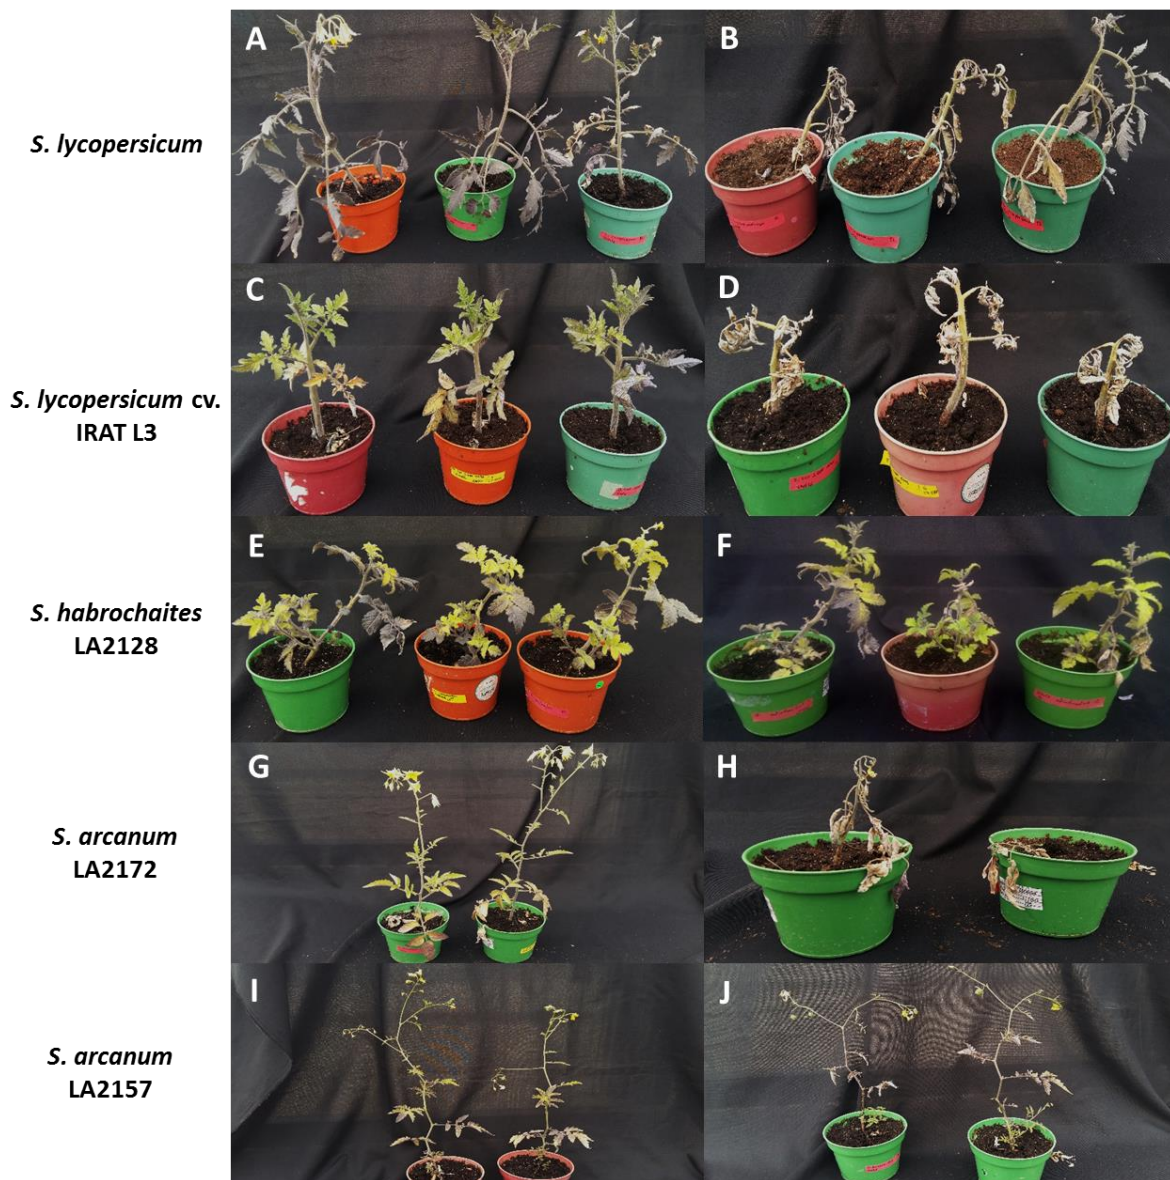 A
B
S. lycopersicum
C
D
S. lycopersicum cv.
IRAT L3
E
F
S. habrochaites
LA2128
G
H
S. arcanum
LA2172
I
J
S. arcanum
LA2157